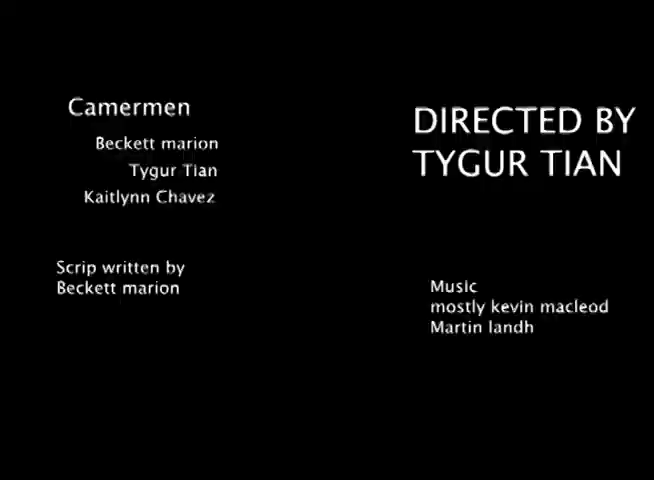 Camermen
Beckett marion
Tygur Tian
Kaitlynn Chavez
Scrip written by
Beckett marion
DIRECTED BY
TYGUR TIAN
Music
mostly kevin macleod
Martin landh